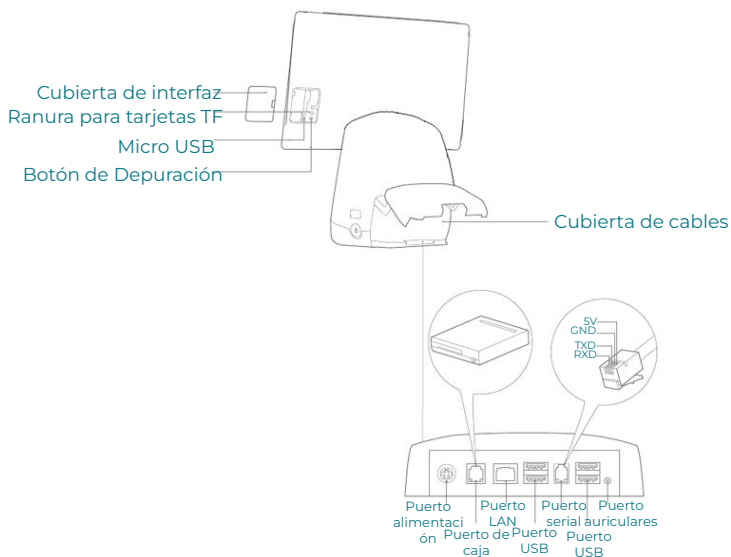 Cubierta de interfaz
Ranura para tarjetas TF
Micro USB
Botón de Depuración
Cubierta de cables
5V
GND
TXD
RXD
Puerto
alimentaci
ón
Puerto de
caja
Puerto
LAN
Puerto
USB
Puerto
serial
Puerto
USB
Puerto
auriculares